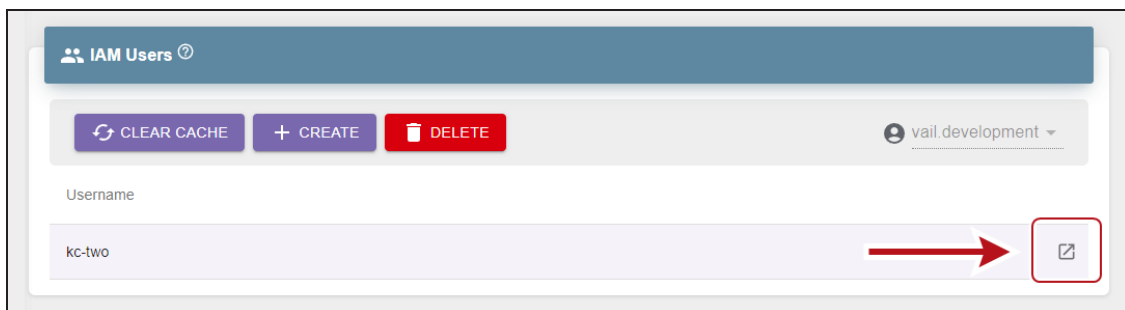 IAM Users ?
CLEAR CACHE + CREATE DELETE vail.development
Username
kc-two